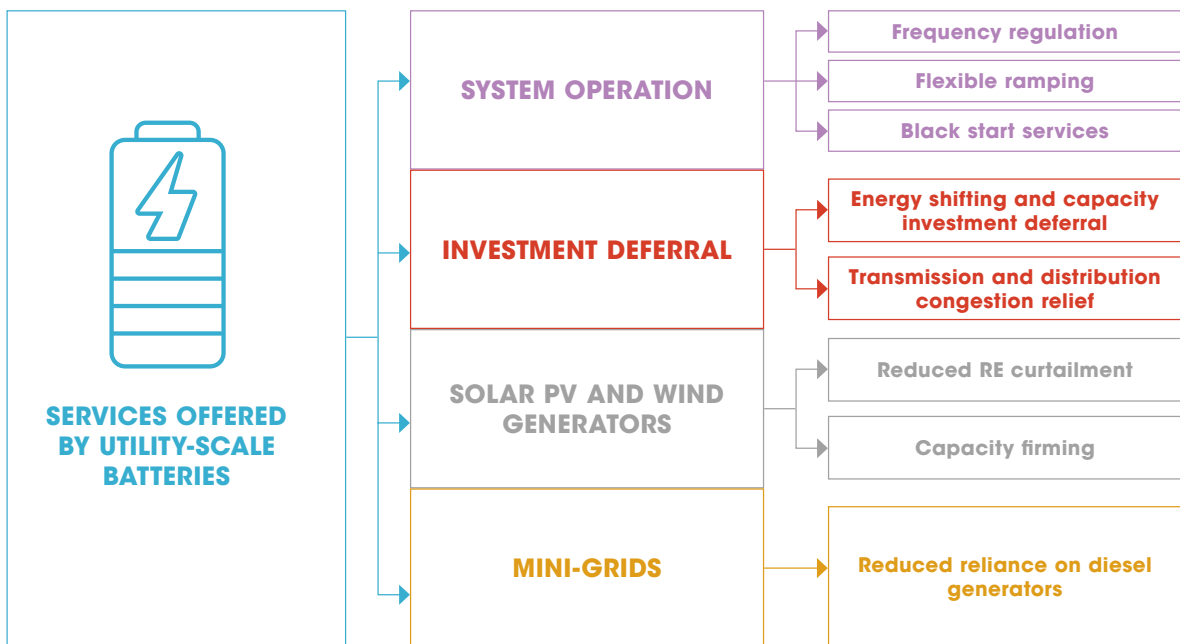 SERVICES OFFERED
BY UTILITY-SCALE
BATTERIES
SYSTEM OPERATION
Frequency regulation
Flexible ramping
Black start services
INVESTMENT DEFERRAL
Energy shifting and capacity
investment deferral
Transmission and distribution
congestion relief
SOLAR PV AND WIND
GENERATORS
Reduced RE curtailment
Capacity firming
MINI-GRIDS
Reduced reliance on diesel
generators